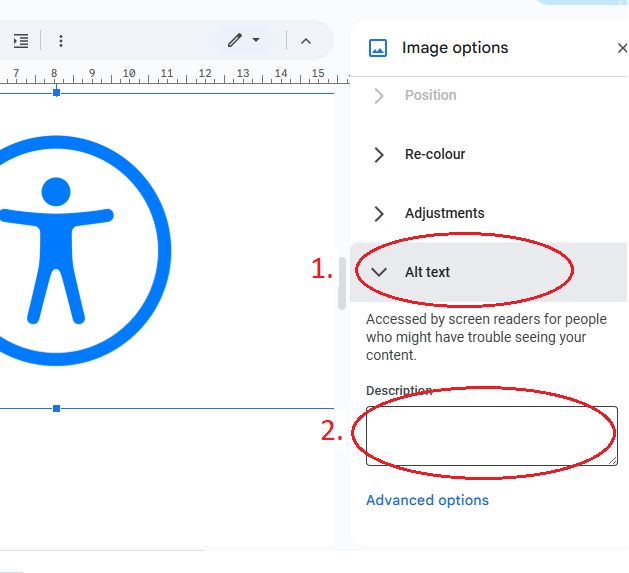 Image options
7 8 9 10 11 12 13 14 15
Position
Re-colour
Adjustments
1.
Alt text
Accessed by screen readers for people
who might have trouble seeing your
content.
Description
2.
Advanced options